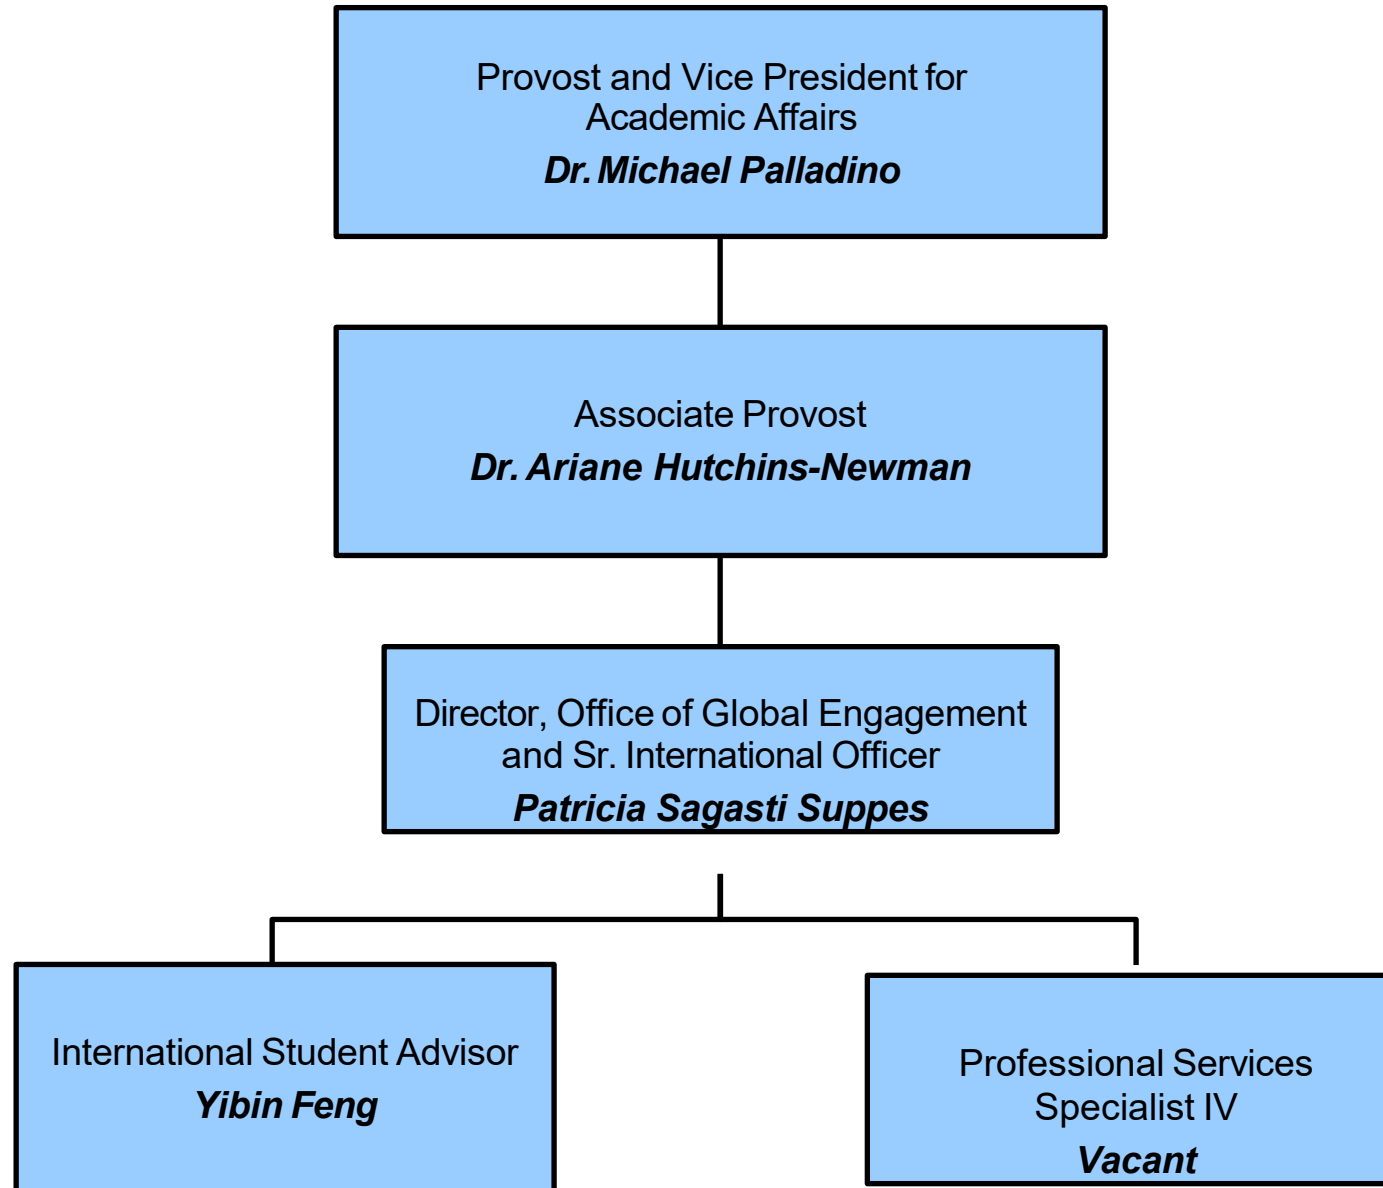 Provost and Vice President for
Academic Affairs
Dr. Michael Palladino
Associate Provost
Dr. Ariane Hutchins-Newman
Director, Office of Global Engagement
and Sr. International Officer
Patricia Sagasti Suppes
International Student Advisor
Yibin Feng
Professional Services
Specialist IV
Vacant